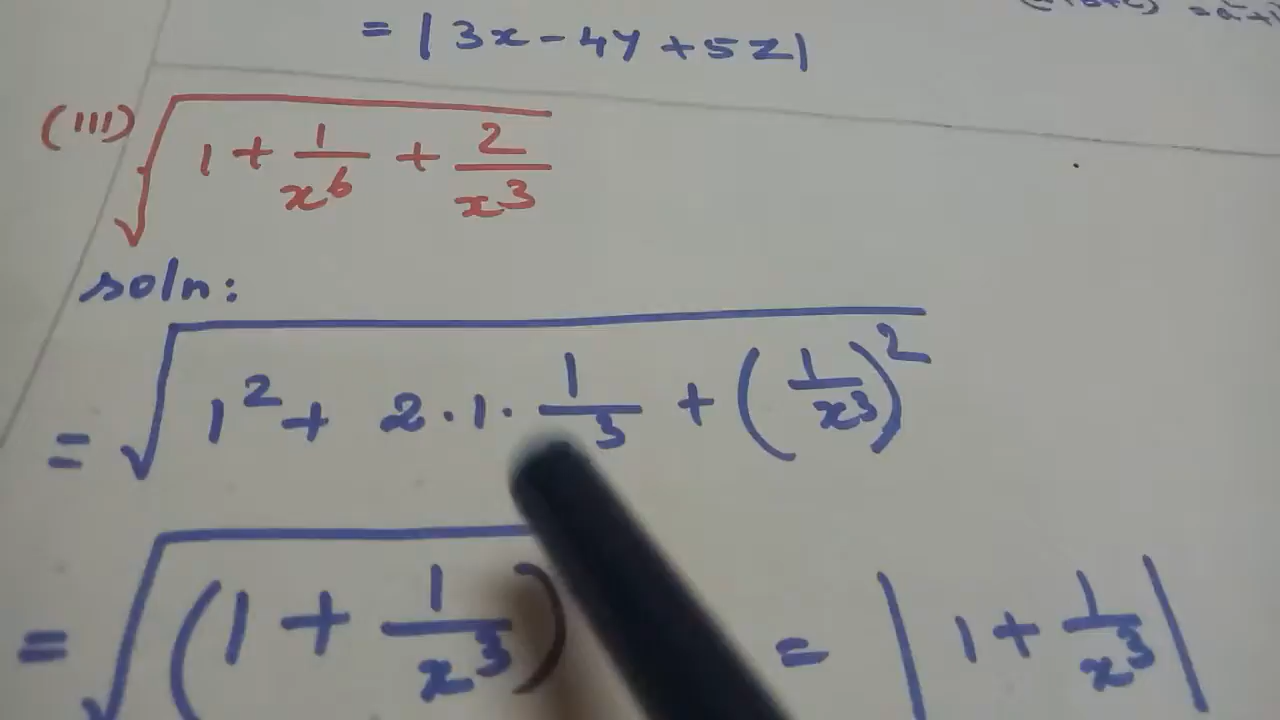 = |3x - 4y + 5z|
(III) √(1 + 1/x⁶ + 2/x³)
soln:
= √(1² + 2·1·1/ ³ + (1/x³)²)
= √(1 + 1/x³) = |1 + 1/x³|